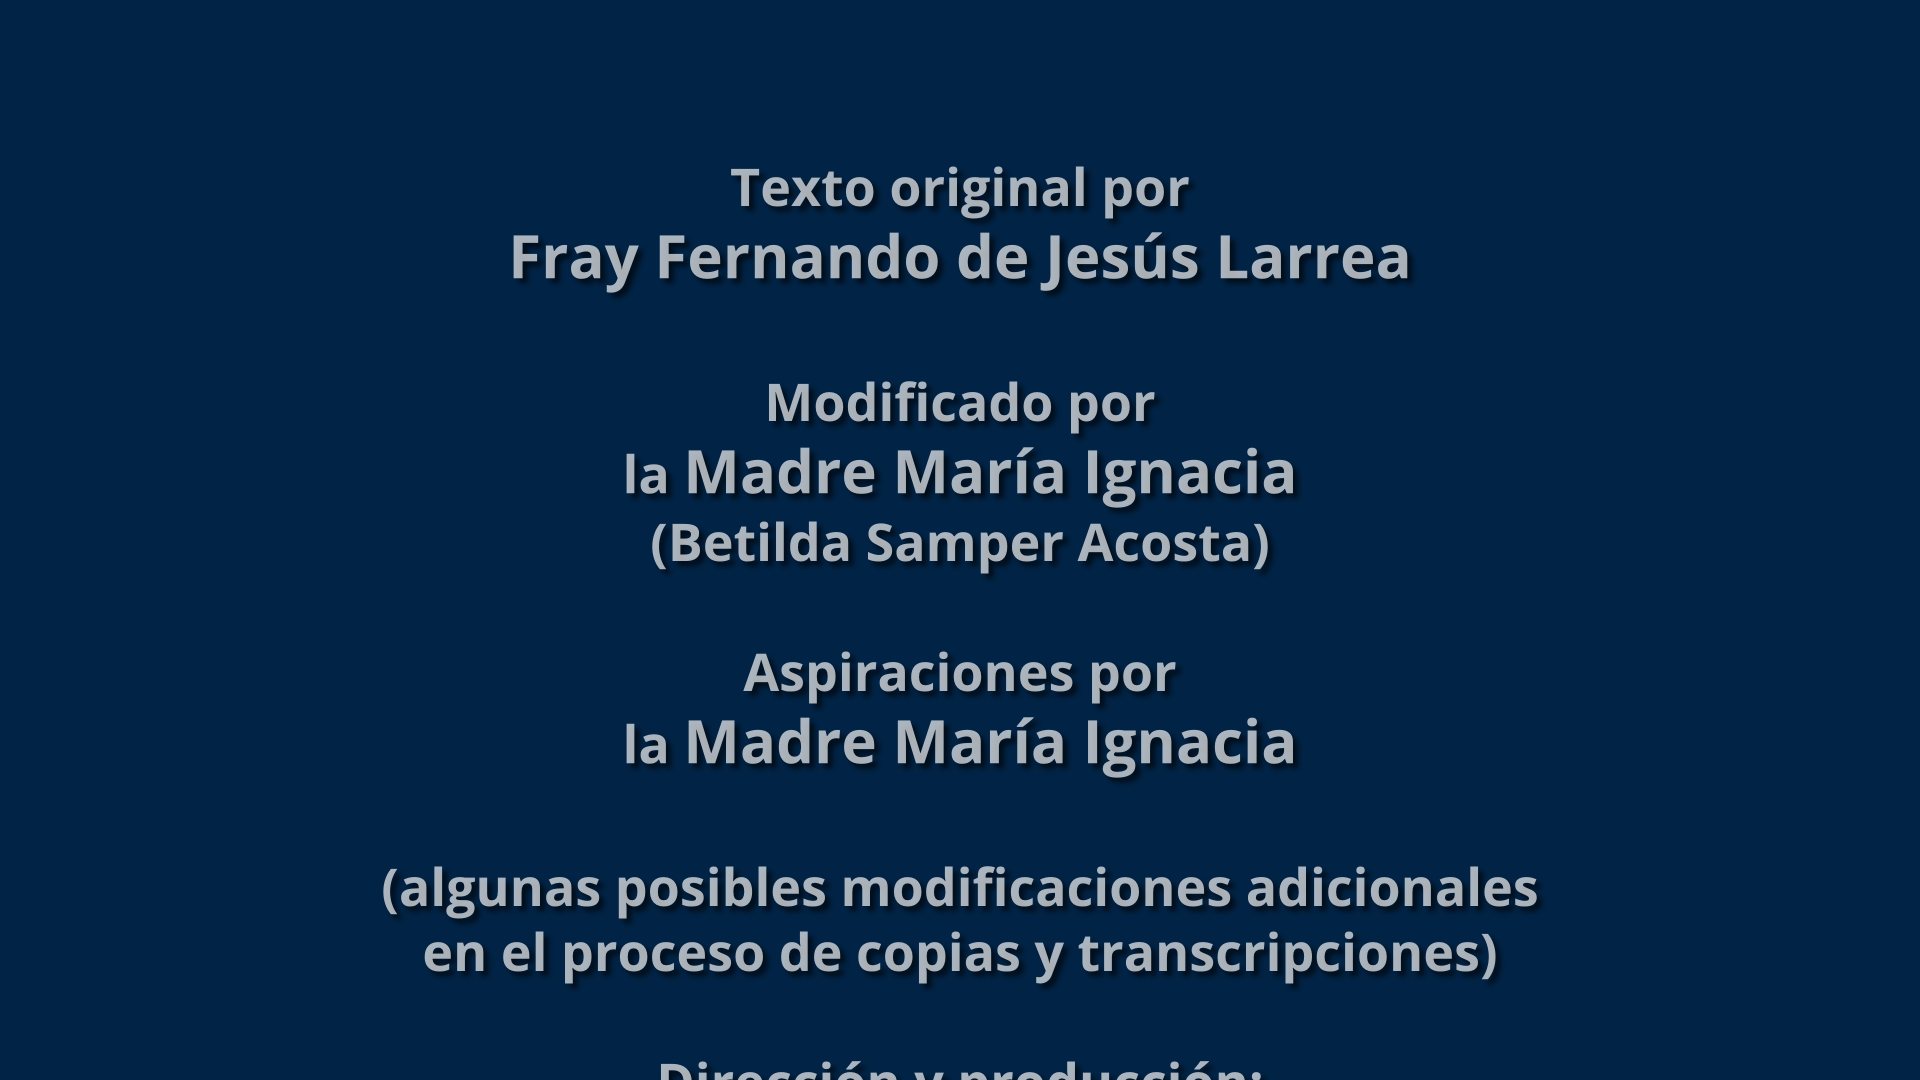 Texto original por
Fray Fernando de Jesús Larrea
Modificado por
la Madre María Ignacia
(Betilda Samper Acosta)
Aspiraciones por
la Madre María Ignacia
(algunas posibles modificaciones adicionales
en el proceso de copias y transcripciones)
Dirección y producción: